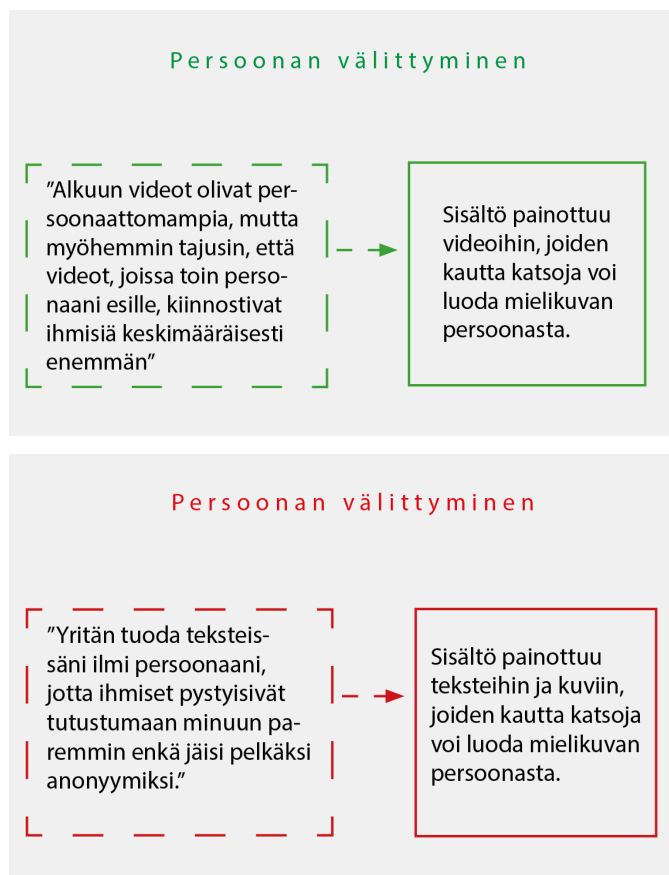 Persoonan välittyminen
”Alkuun videot olivat per-
soonaattomampia, mutta
myöhemmin tajusin, että
videot, joissa toin perso-
naani esille, kiinnostivat
ihmisiä keskimääräisesti
enemmän”
Sisältö painottuu
videoihin, joiden
kautta katsoja voi
luoda mielikuvan
persoonasta.
Persoonan välittyminen
”Yritän tuoda teksteis-
säni ilmi persoonaani,
jotta ihmiset pystyisivät
tutustumaan minuun pa-
remmin enkä jäisi pelkäksi
anonyymiksi.”
Sisältö painottuu
teksteihin ja kuviin,
joiden kautta katsoja
voi luoda mielikuvan
persoonasta.